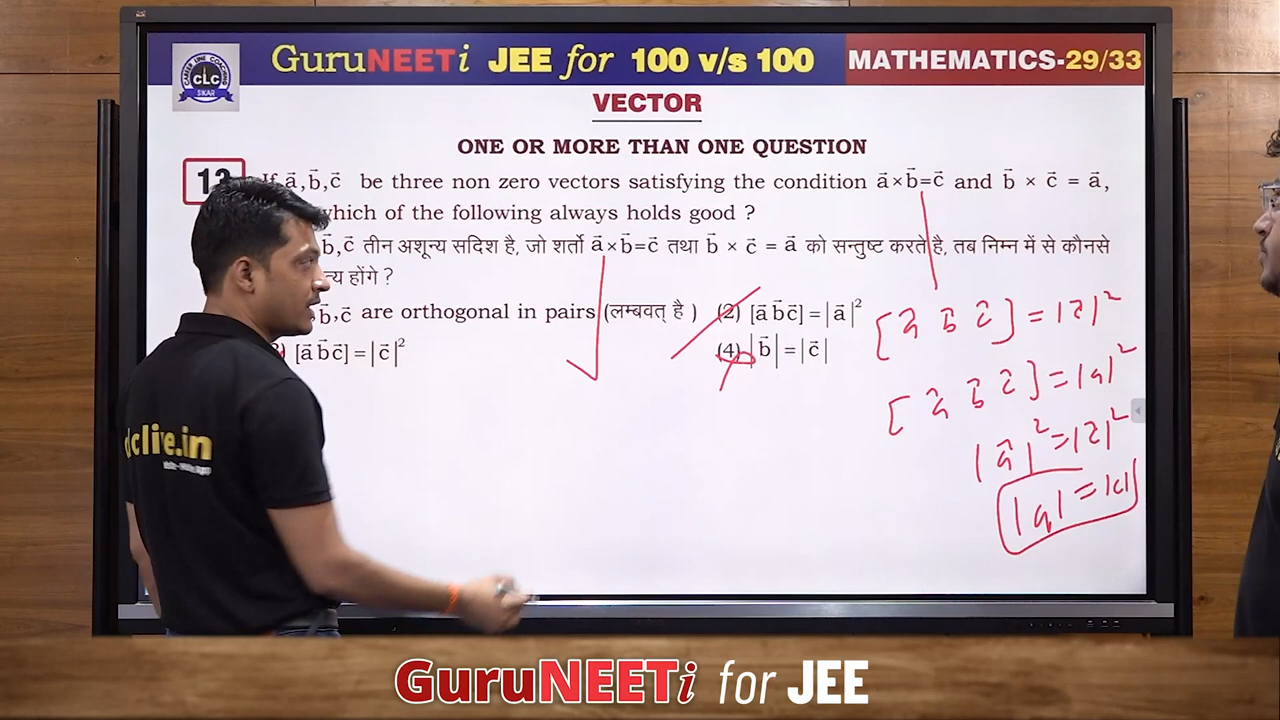 GuruNEETi JEE for 100 v/s 100 MATHEMATICS-29/33
CLC
SIKAR
VECTOR
ONE OR MORE THAN ONE QUESTION
If a⃗,b⃗,c⃗ be three non zero vectors satisfying the condition a⃗×b⃗=c⃗ and b⃗ × c⃗ = a⃗,
which of the following always holds good ?
b⃗,c⃗ तीन अशून्य सदिश है, जो शर्तो a⃗×b⃗=c⃗ तथा b⃗ × c⃗ = a⃗ को सन्तुष्ट करते है, तब निम्न में से कौनसे
त्य होंगे ?
b⃗,c⃗ are orthogonal in pairs (लम्बवत् है ) (2) [a⃗ b⃗ c⃗] = |a⃗|²
[a⃗ b⃗ c⃗] = |c⃗|² (4) |b⃗| = |c⃗|
[a⃗ b⃗ c⃗] = |c⃗|²
[a⃗ b⃗ c⃗] = |a|²
|a⃗|² = |c⃗|²
|a| = |c|
clive.in
GuruNEETi for JEE